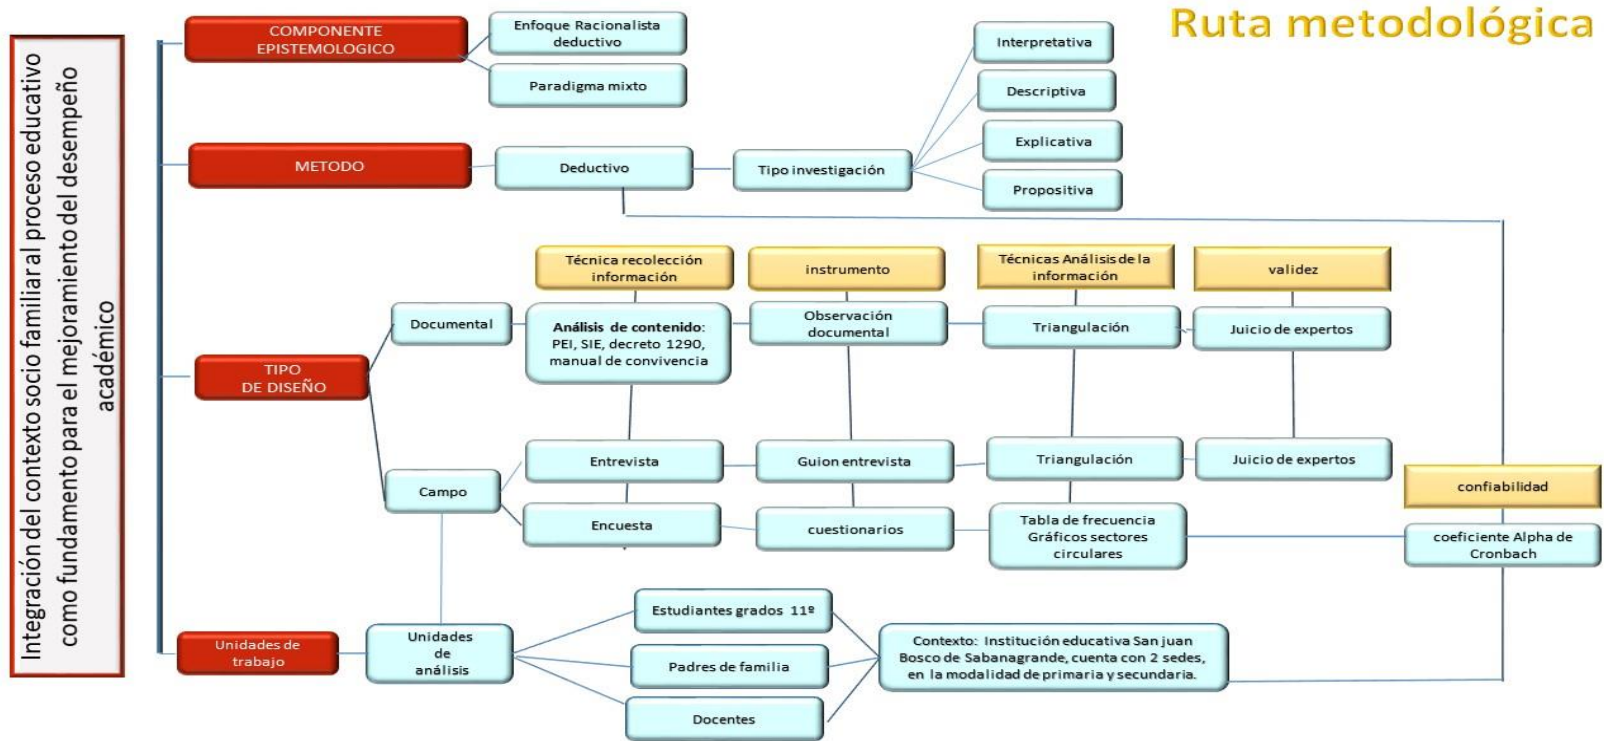 Ruta metodológica
Integración del contexto socio familiar al proceso educativo
como fundamento para el mejoramiento del desempeño
académico
COMPONENTE
EPISTEMOLOGICO
Enfoque Racionalista
deductivo
Paradigma mixto
METODO
Deductivo
Tipo investigación
Interpretativa
Descriptiva
Explicativa
Propositiva
Técnica recolección
información
instrumento
Técnicas Análisis de la
información
validez
TIPO
DE DISEÑO
Documental
Análisis de contenido:
PEI, SIE, decreto 1290,
manual de convivencia
Observación
documental
Triangulación
Juicio de expertos
Campo
Entrevista
Guion entrevista
Triangulación
Juicio de expertos
Encuesta
cuestionarios
Tabla de frecuencia
Gráficos sectores
circulares
confiabilidad
coeficiente Alpha de
Cronbach
Unidades de
trabajo
Unidades
de
análisis
Estudiantes grados 11º
Padres de familia
Docentes
Contexto: Institución educativa San juan
Bosco de Sabanagrande, cuenta con 2 sedes,
en la modalidad de primaria y secundaria.